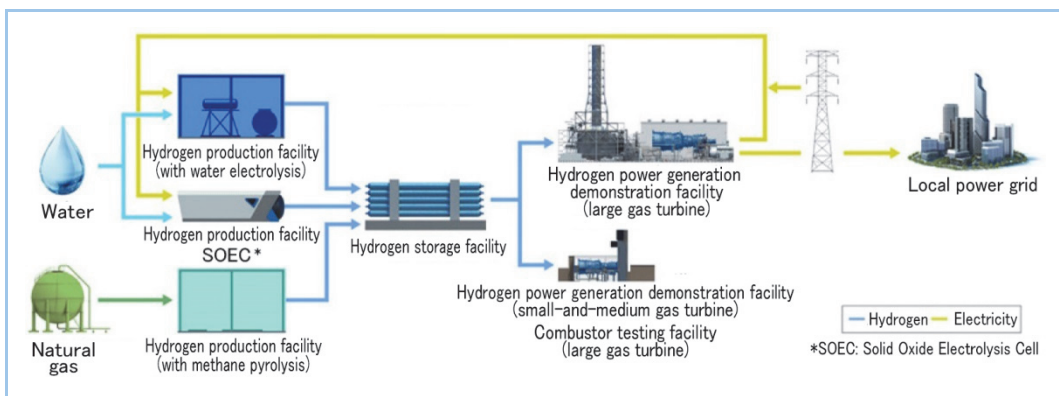 Water
Hydrogen production facility
(with water electrolysis)
Hydrogen production facility
SOEC*
Natural
gas
Hydrogen production facility
(with methane pyrolysis)
Hydrogen storage facility
Hydrogen power generation
demonstration facility
(large gas turbine)
Hydrogen power generation demonstration facility
(small-and-medium gas turbine)
Combustor testing facility
(large gas turbine)
Local power grid
Hydrogen
Electricity
*SOEC: Solid Oxide Electrolysis Cell